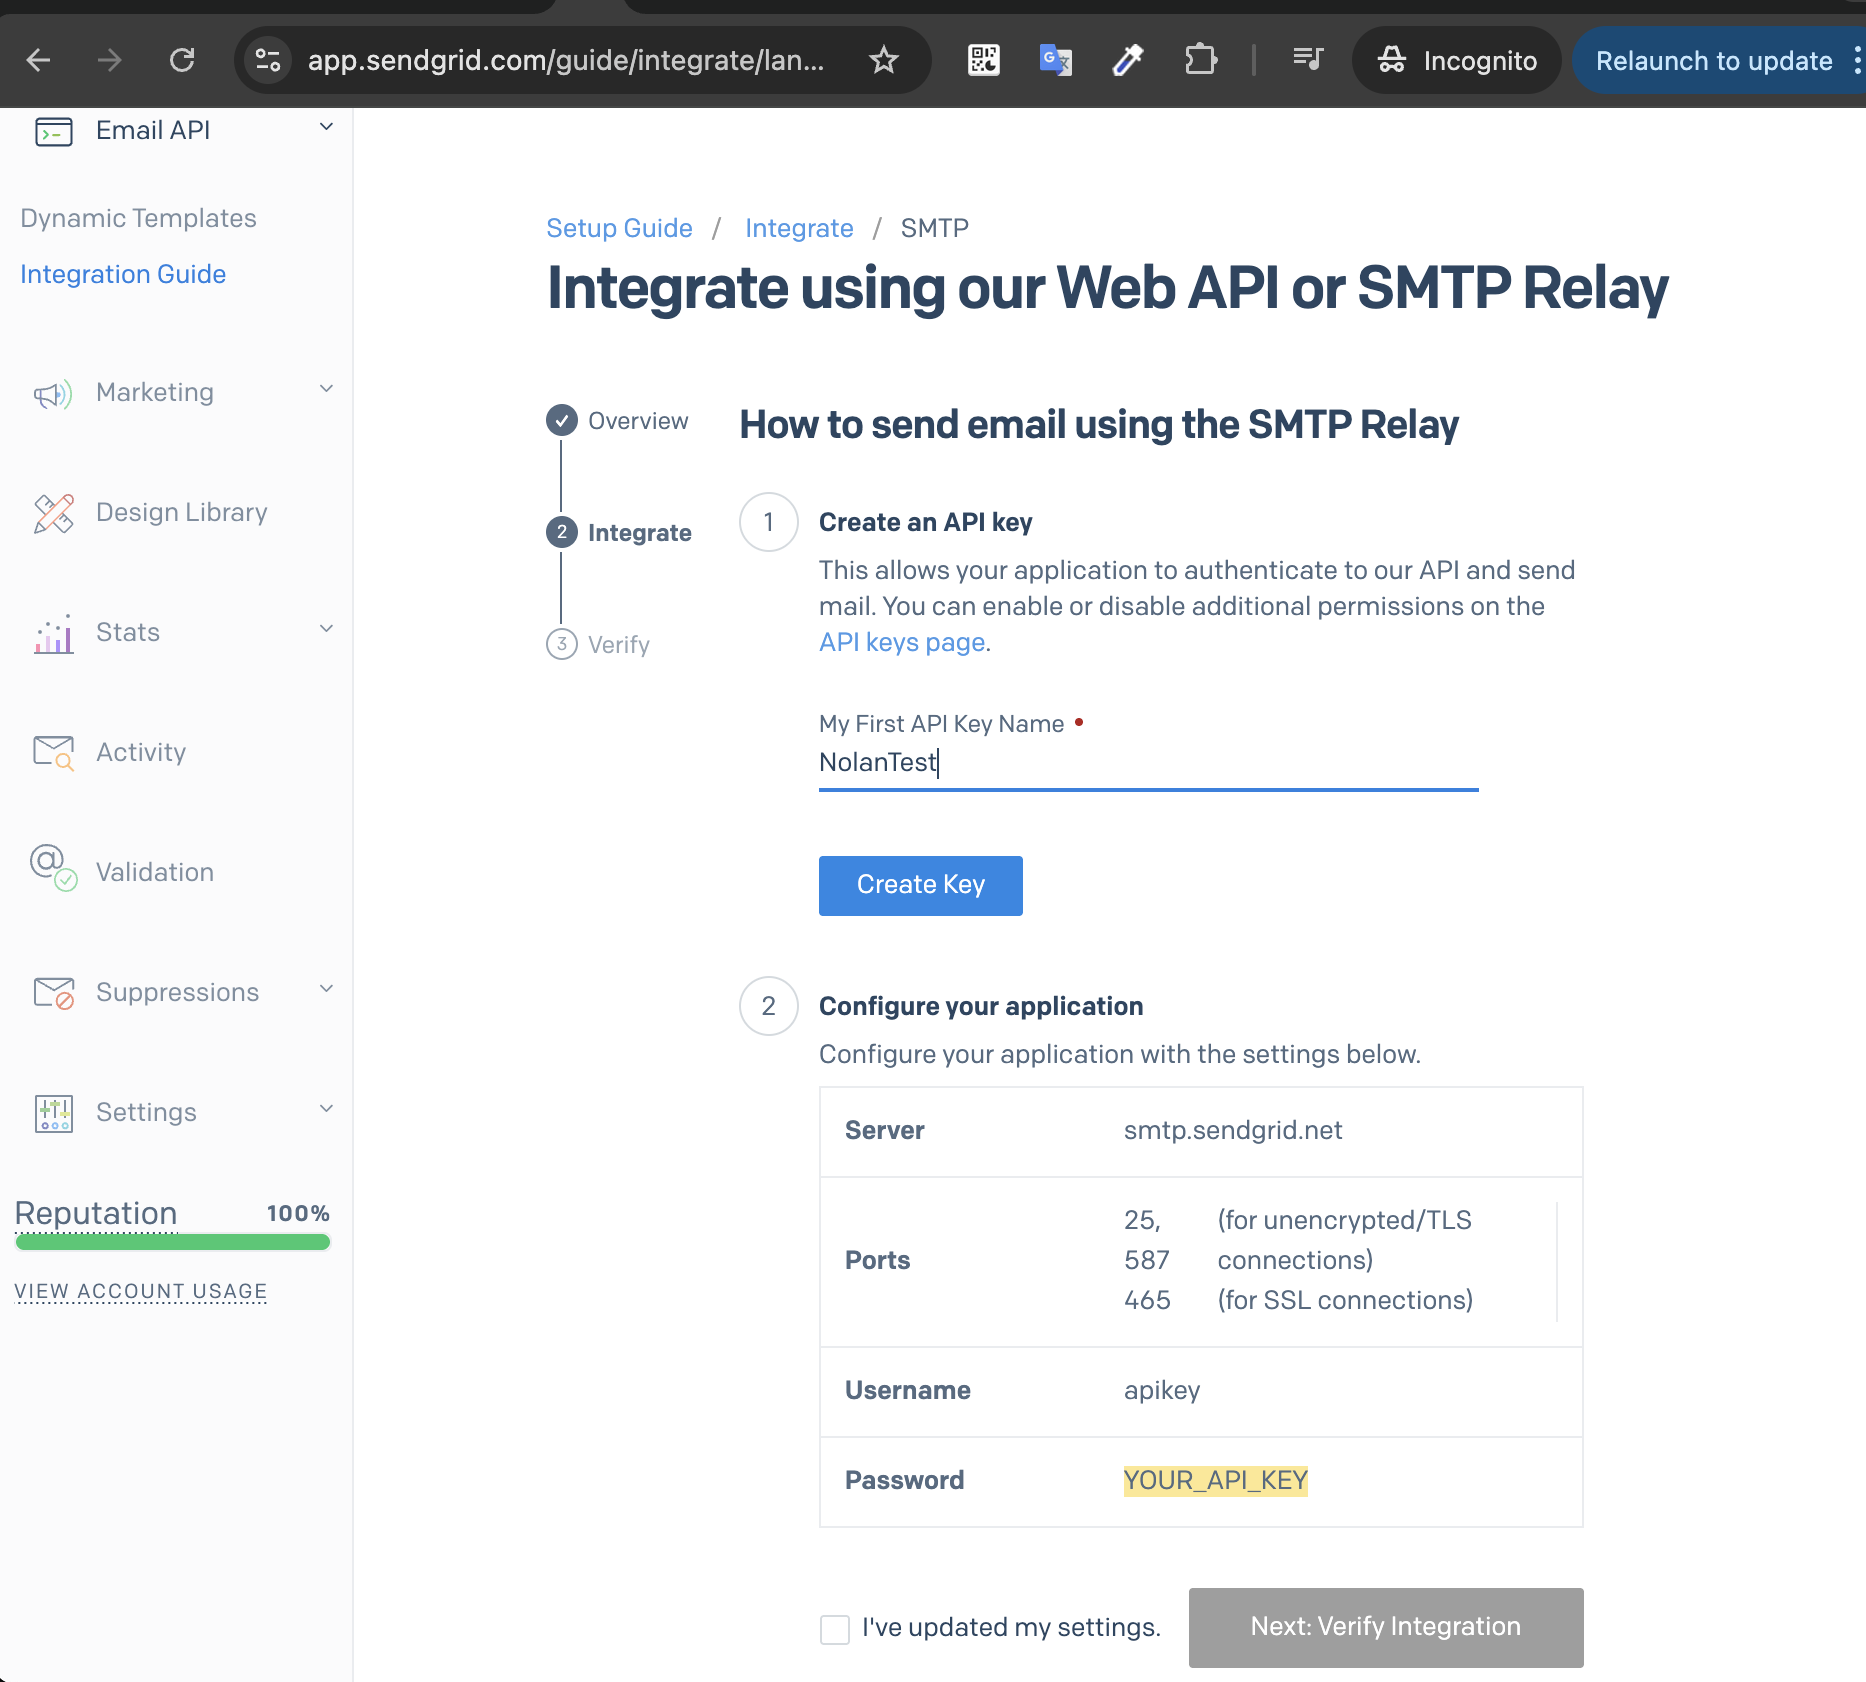 app.sendgrid.com/guide/integrate/lan...
Incognito
Relaunch to update
Email API
Dynamic Templates
Integration Guide
Marketing
Design Library
Stats
Activity
Validation
Suppressions
Settings
Reputation 100%
VIEW ACCOUNT USAGE
Setup Guide / Integrate / SMTP
Integrate using our Web API or SMTP Relay
Overview
2 Integrate
3 Verify
How to send email using the SMTP Relay
1 Create an API key
This allows your application to authenticate to our API and send
mail. You can enable or disable additional permissions on the
API keys page.
My First API Key Name
NolanTest
Create Key
2 Configure your application
Configure your application with the settings below.
Server smtp.sendgrid.net
Ports
25, (for unencrypted/TLS
587 connections)
465 (for SSL connections)
Username apikey
Password YOUR_API_KEY
I've updated my settings.
Next: Verify Integration